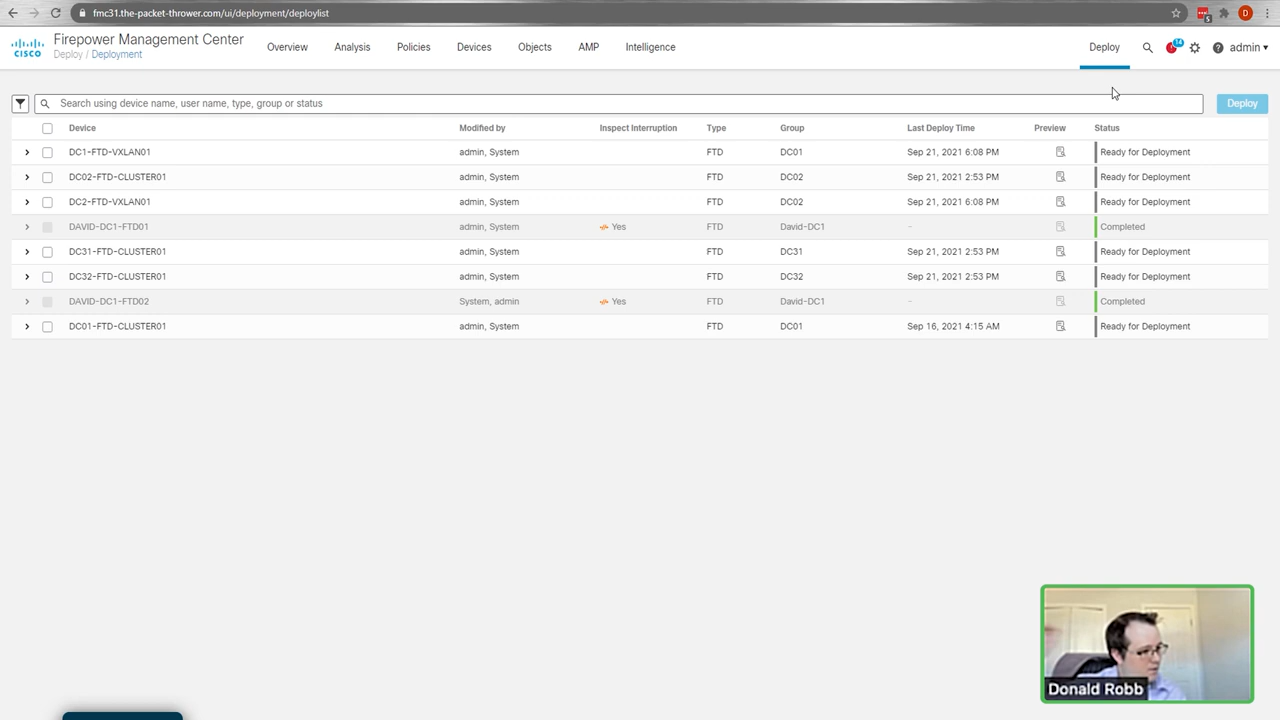 fmc31.the-packet-thrower.com/ui/deployment/deploylist
5
D
CISCO
Firepower Management Center
Deploy / Deployment
Overview Analysis Policies Devices Objects AMP Intelligence Deploy 14 admin
Search using device name, user name, type, group or status Deploy
Device Modified by Inspect Interruption Type Group Last Deploy Time Preview Status
DC1-FTD-VXLAN01 admin, System FTD DC01 Sep 21, 2021 6:08 PM Ready for Deployment
DC02-FTD-CLUSTER01 admin, System FTD DC02 Sep 21, 2021 2:53 PM Ready for Deployment
DC2-FTD-VXLAN01 admin, System FTD DC02 Sep 21, 2021 6:08 PM Ready for Deployment
DAVID-DC1-FTD01 admin, System Yes FTD David-DC1 - Completed
DC31-FTD-CLUSTER01 admin, System FTD DC31 Sep 21, 2021 2:53 PM Ready for Deployment
DC32-FTD-CLUSTER01 admin, System FTD DC32 Sep 21, 2021 2:53 PM Ready for Deployment
DAVID-DC1-FTD02 System, admin Yes FTD David-DC1 - Completed
DC01-FTD-CLUSTER01 admin, System FTD DC01 Sep 16, 2021 4:15 AM Ready for Deployment
Donald Robb